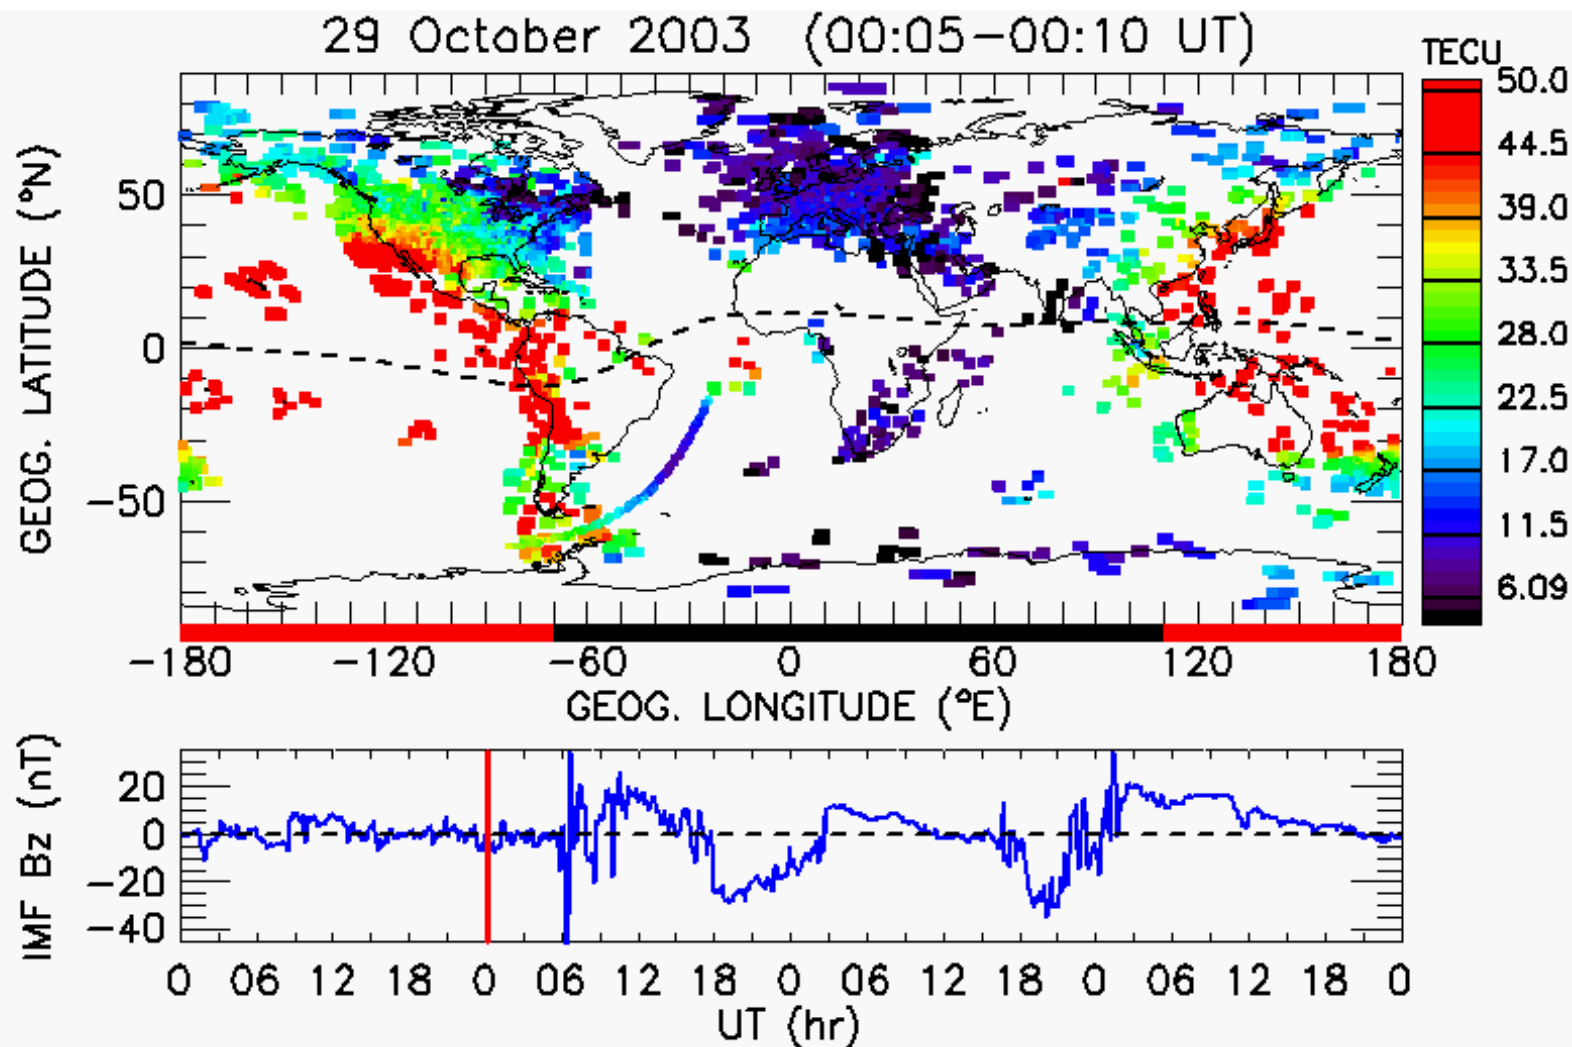 29 October 2003 (00:05–00:10 UT)
TECU
50.0
44.5
39.0
33.5
28.0
22.5
17.0
11.5
6.09
GEOG. LATITUDE (°N)
50
0
−50
−180 −120 −60 0 60 120 180
GEOG. LONGITUDE (°E)
IMF Bz (nT)
20
0
−20
−40
0 06 12 18 0 06 12 18 0 06 12 18 0 06 12 18 0
UT (hr)